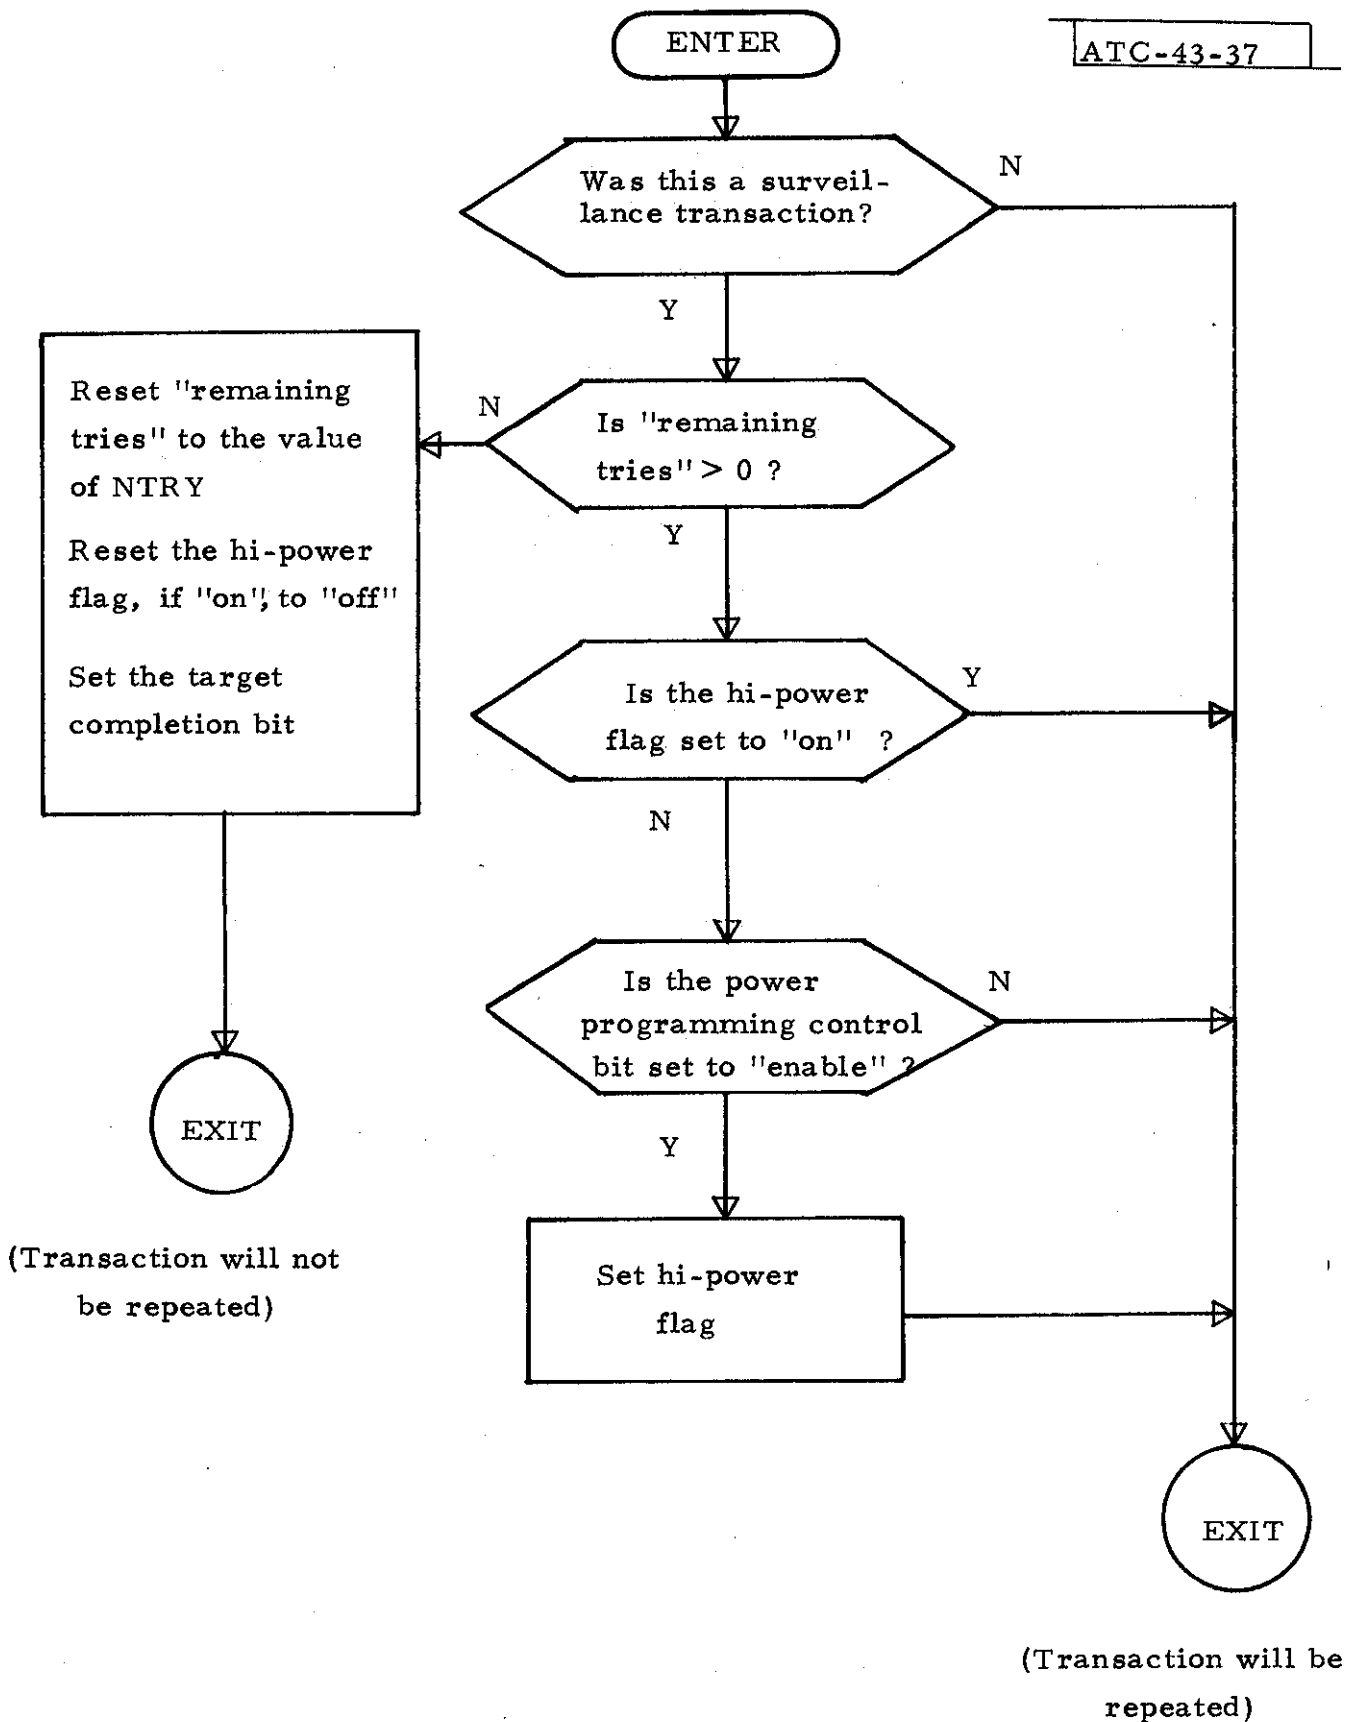 ENTER
ATC-43-37
Was this a surveil-
lance transaction?
N
Y
Reset "remaining
tries" to the value
of NTRY
Reset the hi-power
flag, if "on", to "off"
Set the target
completion bit
N
Is "remaining
tries" > 0 ?
Y
Is the hi-power
flag set to "on" ?
Y
N
Is the power
programming control
bit set to "enable" ?
N
Y
EXIT
(Transaction will not
be repeated)
Set hi-power
flag
EXIT
(Transaction will be
repeated)